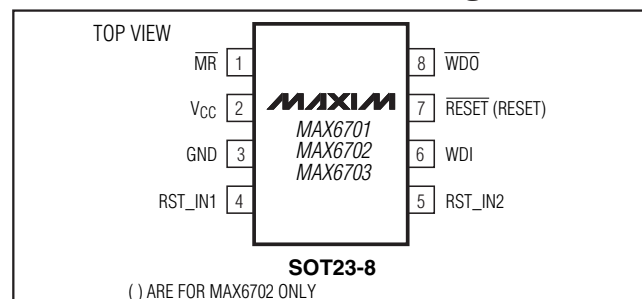 TOP VIEW
MR 1
VCC 2
GND 3
RST_IN1 4
MAXIM
MAX6701
MAX6702
MAX6703
8 WDO
7 RESET (RESET)
6 WDI
5 RST_IN2
SOT23-8
( ) ARE FOR MAX6702 ONLY